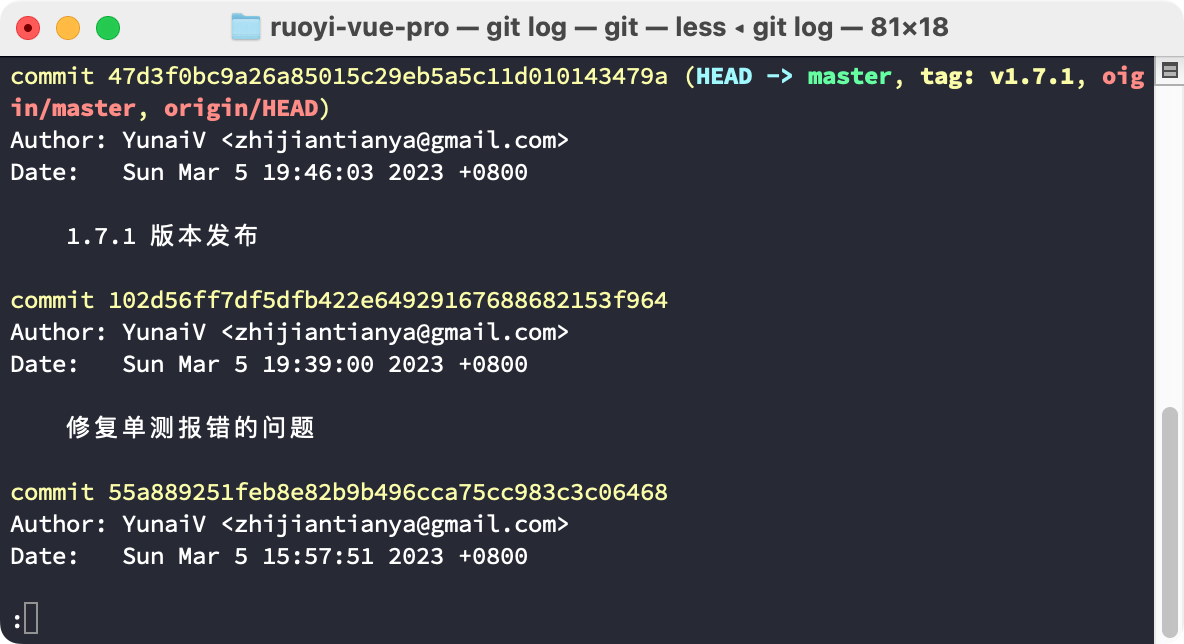 ruoyi-vue-pro — git log — git — less ◂ git log — 81×18
commit 47d3f0bc9a26a85015c29eb5a5c11d010143479a (HEAD -> master, tag: v1.7.1, oig
in/master, origin/HEAD)
Author: YunaiV <zhijiantianya@gmail.com>
Date:   Sun Mar 5 19:46:03 2023 +0800
1.7.1 版本发布
commit 102d56ff7df5dfb422e64929167688682153f964
Author: YunaiV <zhijiantianya@gmail.com>
Date:   Sun Mar 5 19:39:00 2023 +0800
修复单测报错的问题
commit 55a889251feb8e82b9b496cca75cc983c3c06468
Author: YunaiV <zhijiantianya@gmail.com>
Date:   Sun Mar 5 15:57:51 2023 +0800
: